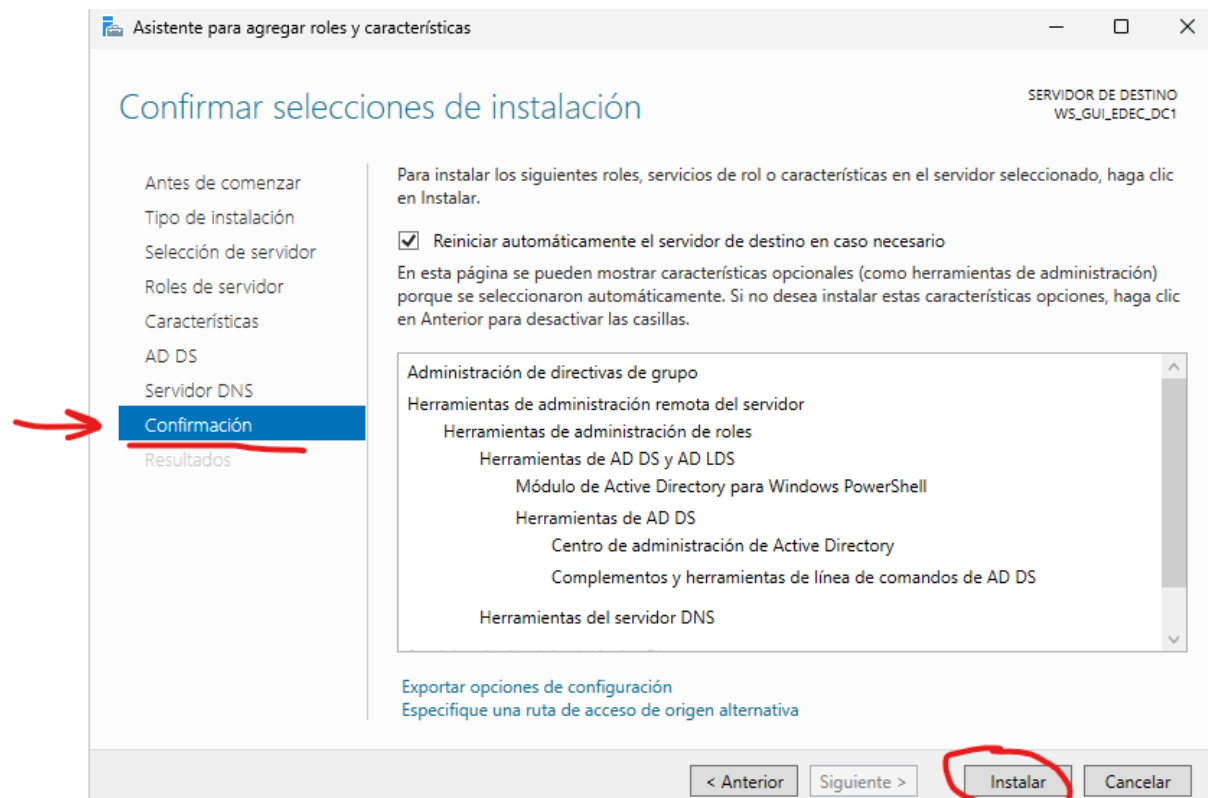 Asistente para agregar roles y características
Confirmar selecciones de instalación
SERVIDOR DE DESTINO
WS_GUI_EDEC_DC1
Antes de comenzar
Tipo de instalación
Selección de servidor
Roles de servidor
Características
AD DS
Servidor DNS
Confirmación
Resultados
Para instalar los siguientes roles, servicios de rol o características en el servidor seleccionado, haga clic
en Instalar.
Reiniciar automáticamente el servidor de destino en caso necesario
En esta página se pueden mostrar características opcionales (como herramientas de administración)
porque se seleccionaron automáticamente. Si no desea instalar estas características opciones, haga clic
en Anterior para desactivar las casillas.
Administración de directivas de grupo
Herramientas de administración remota del servidor
Herramientas de administración de roles
Herramientas de AD DS y AD LDS
Módulo de Active Directory para Windows PowerShell
Herramientas de AD DS
Centro de administración de Active Directory
Complementos y herramientas de línea de comandos de AD DS
Herramientas del servidor DNS
Exportar opciones de configuración
Especifique una ruta de acceso de origen alternativa
< Anterior
Siguiente >
Instalar
Cancelar